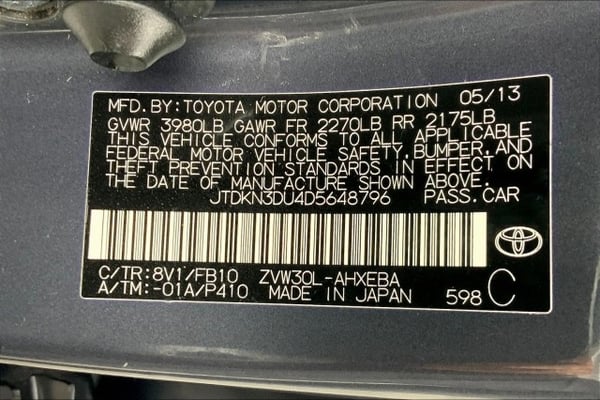 MFD. BY: TOYOTA MOTOR CORPORATION 05/13
GVWR 3980LB GAWR FR 2270LB RR 2175LB
THIS VEHICLE CONFORMS TO ALL APPLICABLE
FEDERAL MOTOR VEHICLE SAFETY, BUMPER, AND
THEFT PREVENTION STANDARDS IN EFFECT ON
THE DATE OF MANUFACTURE SHOWN ABOVE.
JTDKN3DU4D5648796 PASS. CAR
C/TR: 8V1/FB10 ZVW30L-AHXEBA
A/TM: -01A/P410 MADE IN JAPAN 598 C